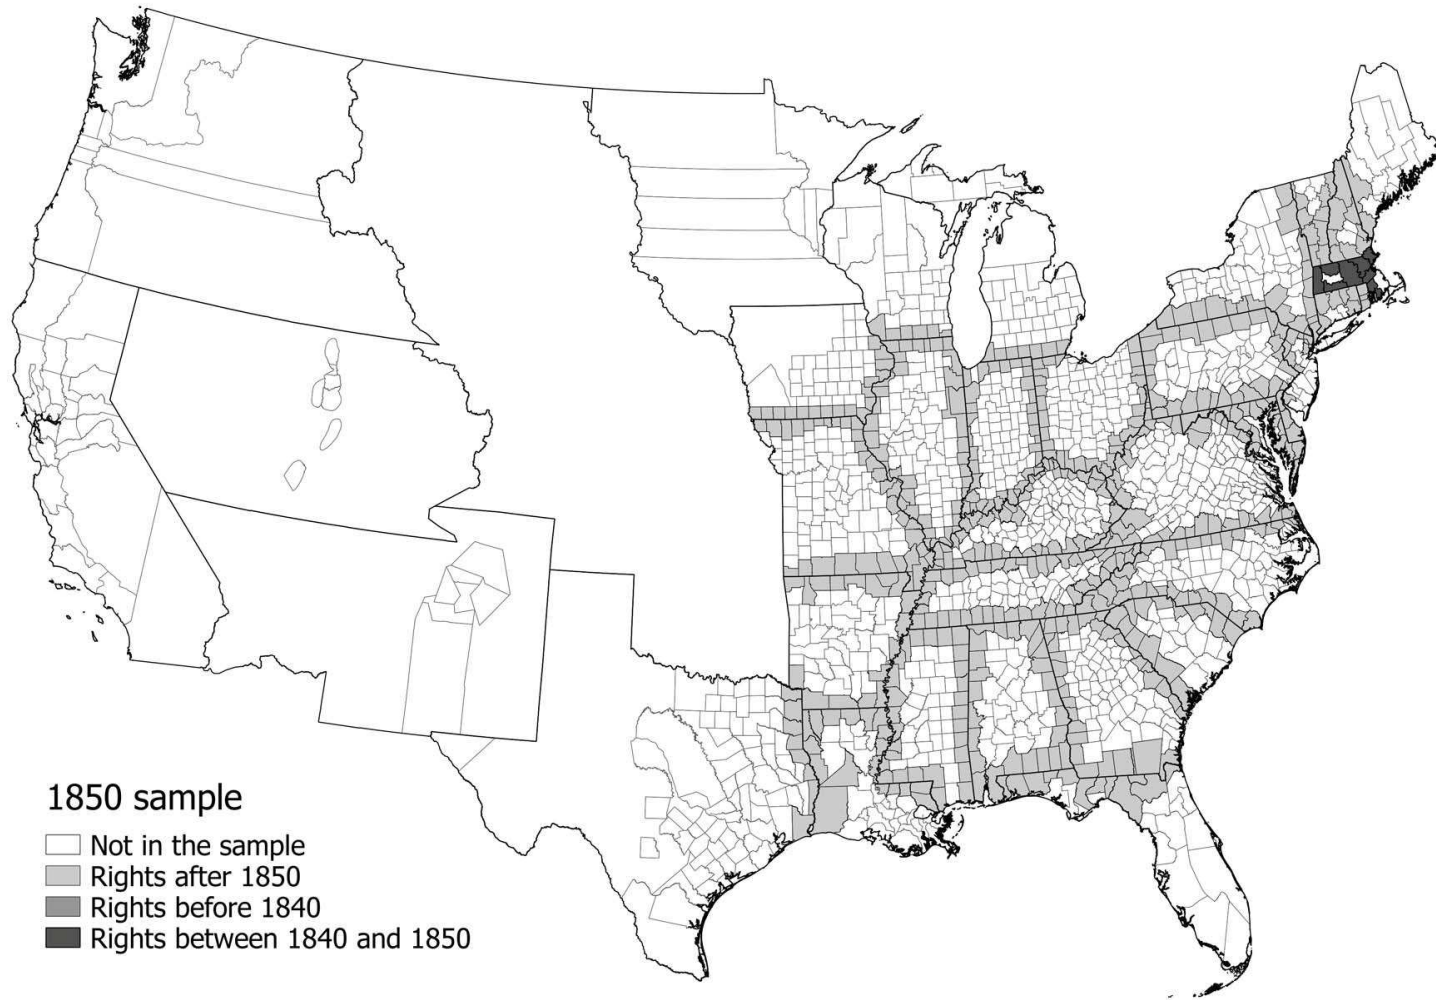 1850 sample
Not in the sample
Rights after 1850
Rights before 1840
Rights between 1840 and 1850